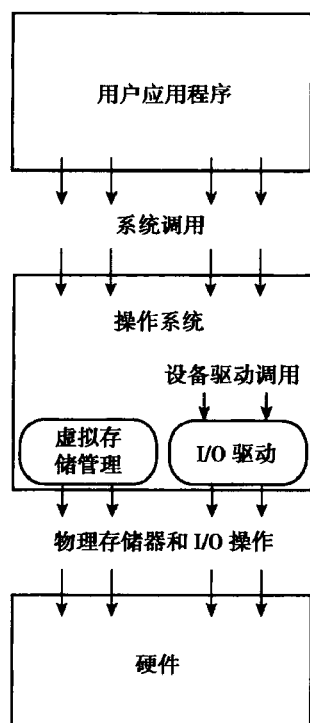 用户应用程序
系统调用
操作系统
设备驱动调用
虚拟存
储管理
I/O 驱动
物理存储器和 I/O 操作
硬件